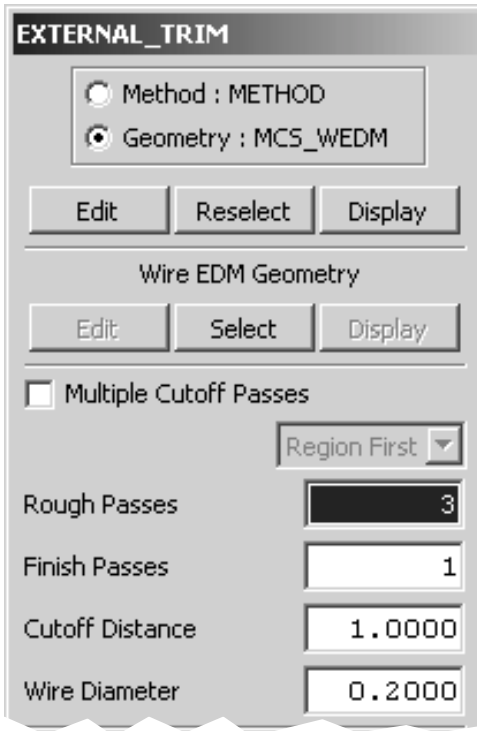 EXTERNAL_TRIM
Method : METHOD
Geometry : MCS_WEDM
Edit Reselect Display
Wire EDM Geometry
Edit Select Display
Multiple Cutoff Passes
Region First
Rough Passes 3
Finish Passes 1
Cutoff Distance 1.0000
Wire Diameter 0.2000